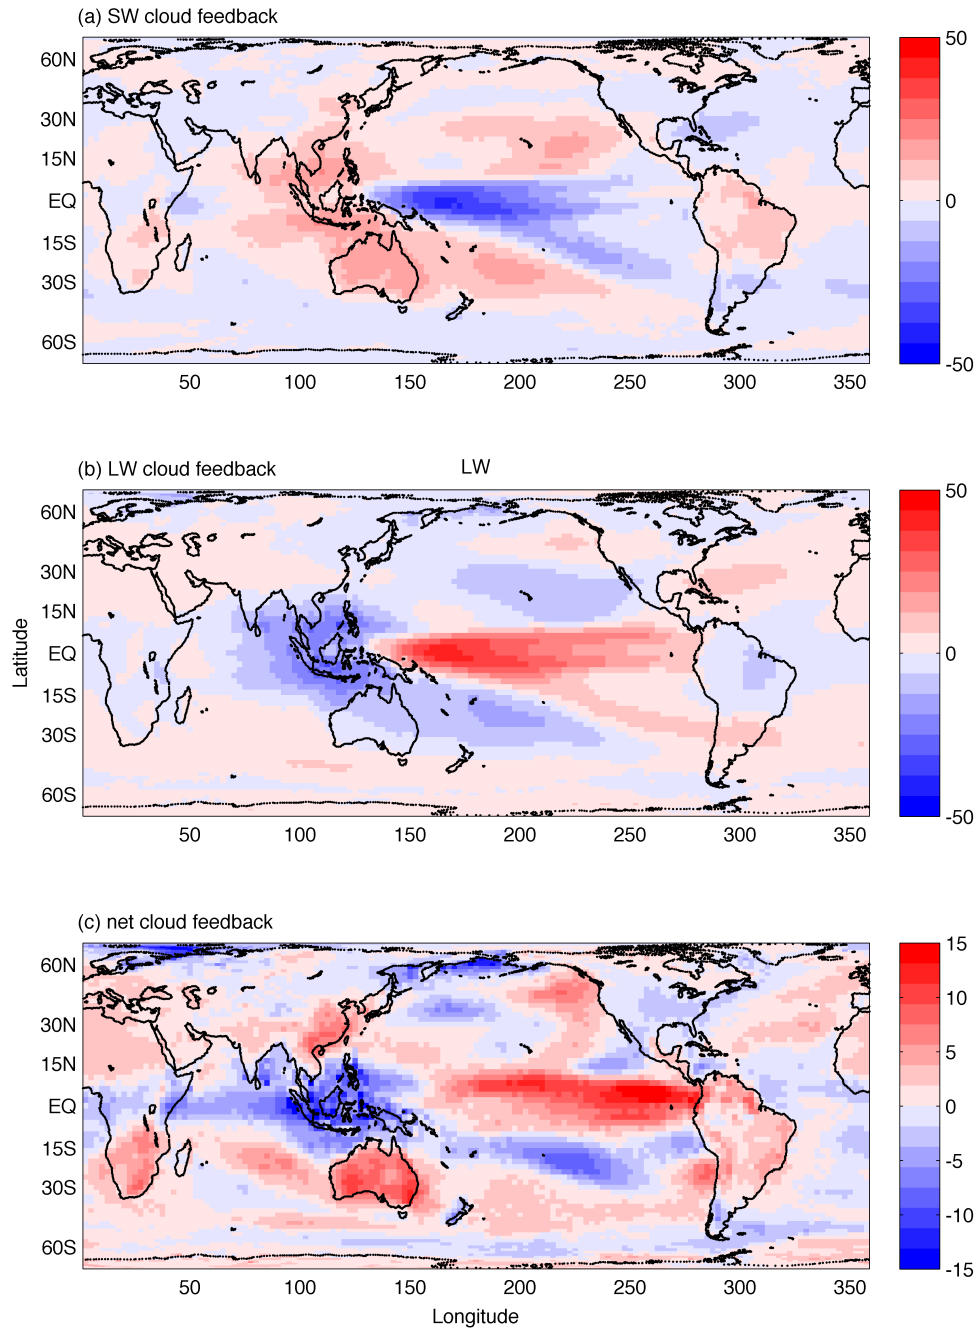 (a) SW cloud feedback
60N
30N
15N
EQ
15S
30S
60S
50 100 150 200 250 300 350
50
0
-50
(b) LW cloud feedback
LW
60N
30N
15N
EQ
15S
30S
60S
Latitude
50 100 150 200 250 300 350
50
0
-50
(c) net cloud feedback
60N
30N
15N
EQ
15S
30S
60S
50 100 150 200 250 300 350
Longitude
15
10
5
0
-5
-10
-15